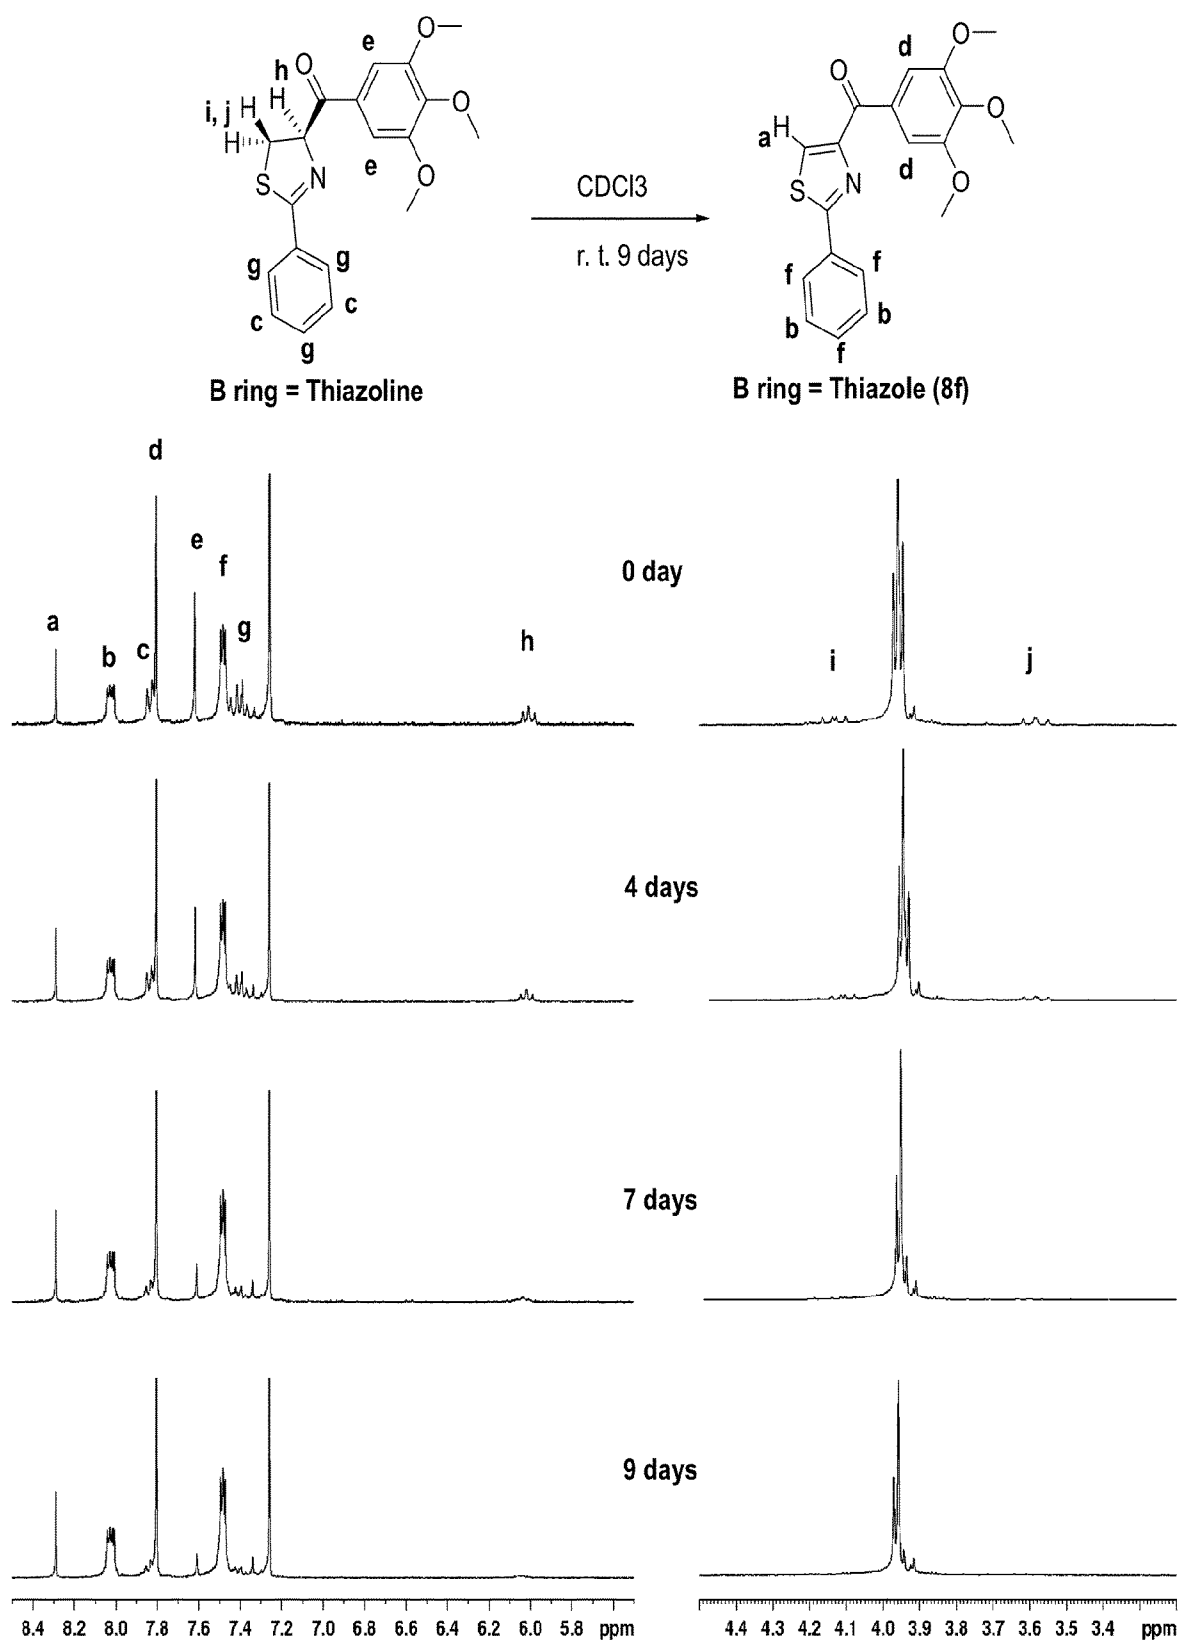 O
e
O
h
H
i, j
H
H
O
e
O
S
N
g
g
c
c
g
B ring = Thiazoline
CDCl3
r. t. 9 days
O
d
O
H
a
O
d
O
S
N
f
f
b
b
f
B ring = Thiazole (8f)
d
e
f
a
b
c
g
h
0 day
i
j
4 days
7 days
9 days
8.4 8.2 8.0 7.8 7.6 7.4 7.2 7.0 6.8 6.6 6.4 6.2 6.0 5.8 ppm
4.4 4.3 4.2 4.1 4.0 3.9 3.8 3.7 3.6 3.5 3.4 ppm